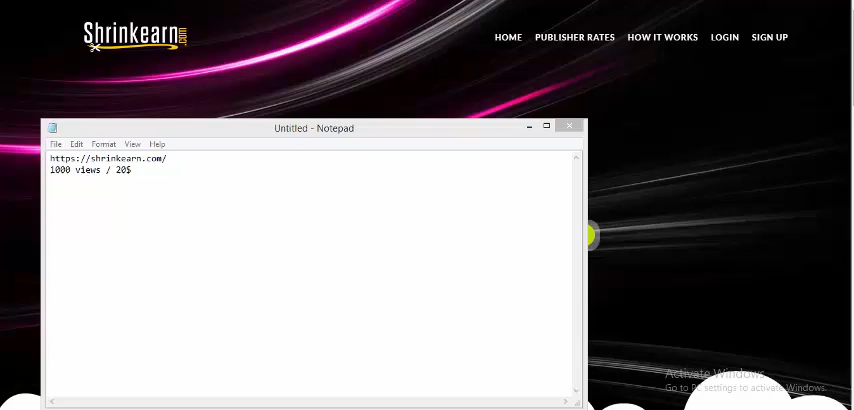 Shrinkearn.com
HOME PUBLISHER RATES HOW IT WORKS LOGIN SIGN UP
Untitled - Notepad
File Edit Format View Help
https://shrinkearn.com/
1000 views / 20$
Activate Windows
Go to PC settings to activate Windows.